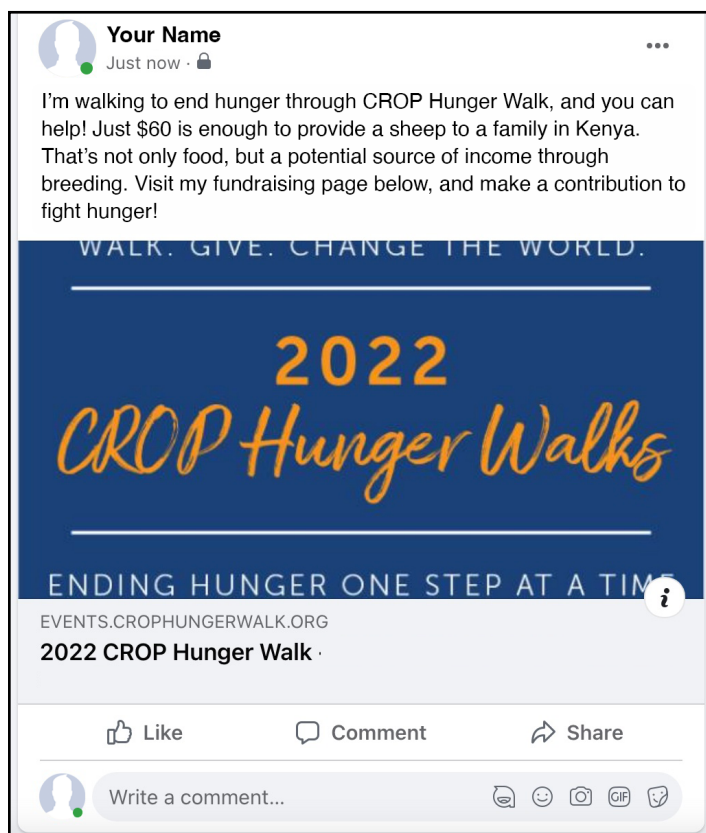 Your Name
Just now ·
I'm walking to end hunger through CROP Hunger Walk, and you can
help! Just $60 is enough to provide a sheep to a family in Kenya.
That's not only food, but a potential source of income through
breeding. Visit my fundraising page below, and make a contribution to
fight hunger!
WALK. GIVE. CHANGE THE WORLD.
2022
CROP Hunger Walks
ENDING HUNGER ONE STEP AT A TIME
i
EVENTS.CROPHUNGERWALK.ORG
2022 CROP Hunger Walk ·
Like Comment Share
Write a comment... GIF